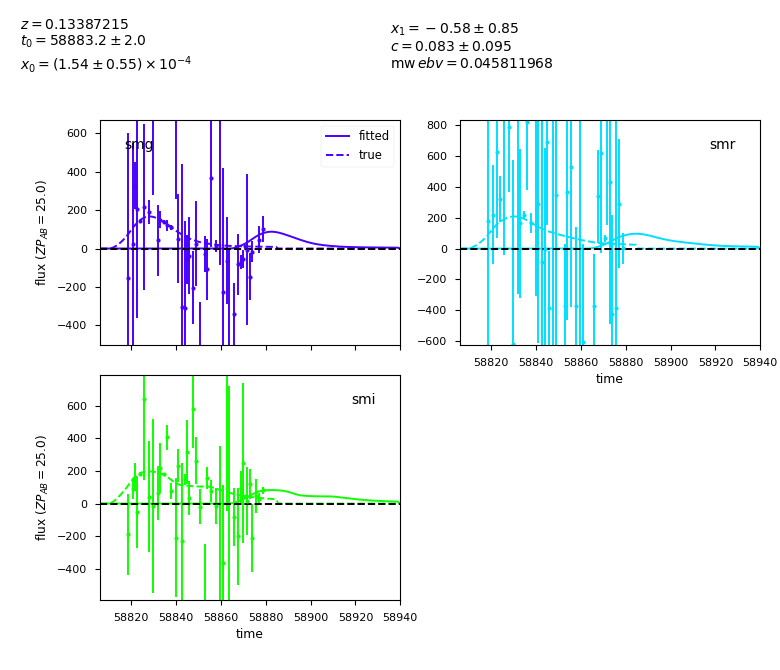 z = 0.13387215
t₀ = 58883.2 ± 2.0
x₀ = (1.54 ± 0.55) × 10⁻⁴
x₁ = −0.58 ± 0.85
c = 0.083 ± 0.095
mw ebv = 0.045811968
smg
fitted
true
600
400
200
0
−200
−400
flux (ZP_AB = 25.0)
smr
800
600
400
200
0
−200
−400
−600
58820 58840 58860 58880 58900 58920 58940
time
smi
600
400
200
0
−200
−400
flux (ZP_AB = 25.0)
58820 58840 58860 58880 58900 58920 58940
time